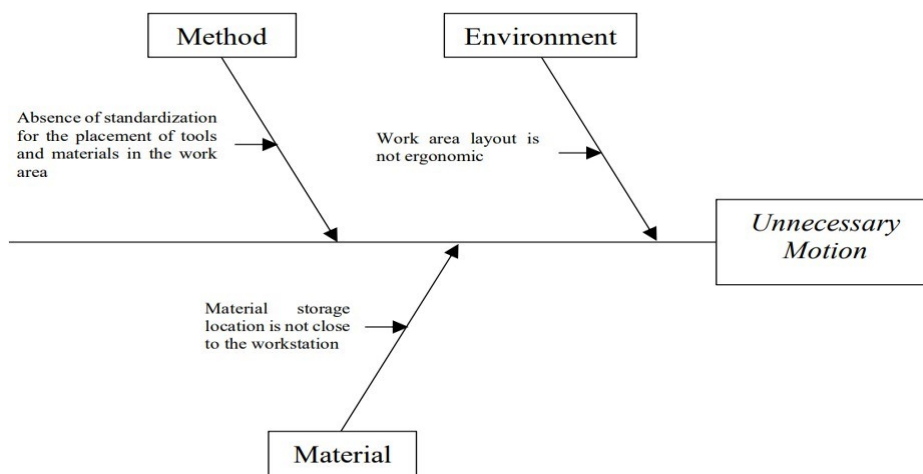 Method
Environment
Absence of standardization
for the placement of tools
and materials in the work
area
Work area layout is
not ergonomic
Unnecessary
Motion
Material storage
location is not close
to the workstation
Material